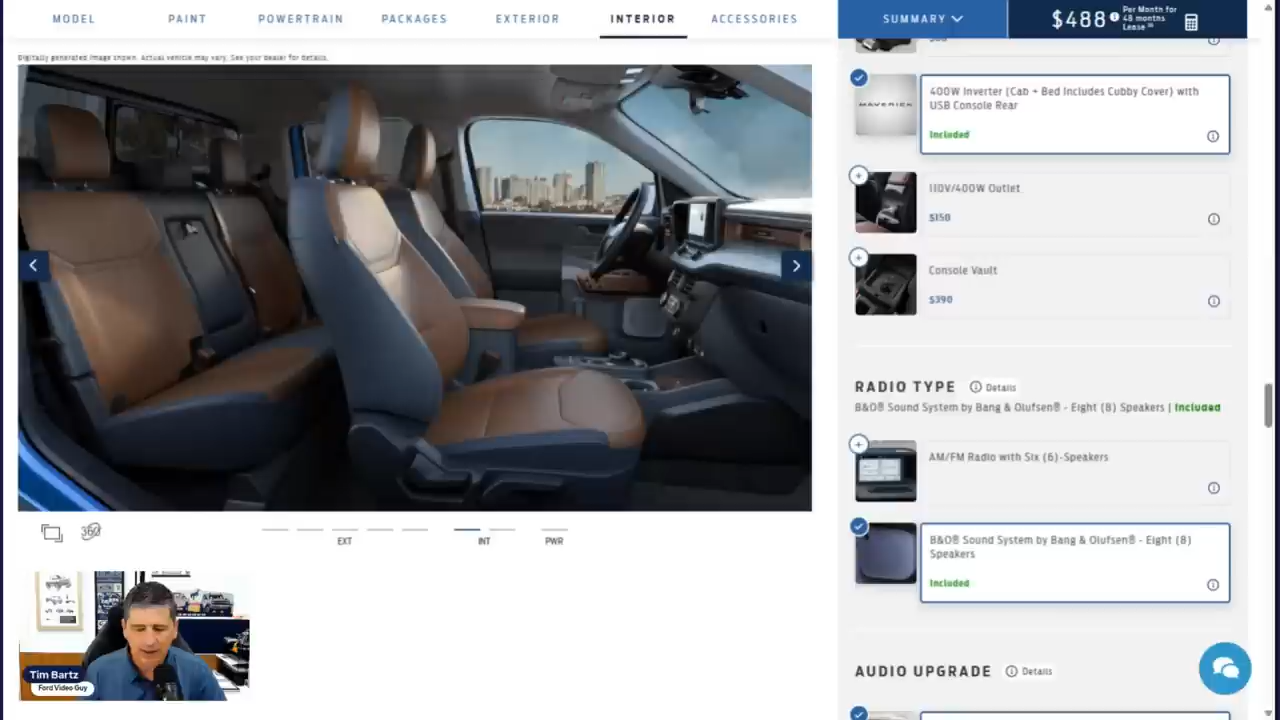 MODEL
PAINT
POWERTRAIN
PACKAGES
EXTERIOR
INTERIOR
ACCESSORIES
SUMMARY
$488
Per Month for
48 months
Lease
Digitally generated image shown. Actual vehicle may vary. See your dealer for details.
MAVERICK
400W Inverter (Cab + Bed Includes Cubby Cover) with
USB Console Rear
Included
110V/400W Outlet
$150
Console Vault
$390
RADIO TYPE
Details
B&O® Sound System by Bang & Olufsen® - Eight (8) Speakers | Included
AM/FM Radio with Six (6)-Speakers
B&O® Sound System by Bang & Olufsen® - Eight (8)
Speakers
Included
AUDIO UPGRADE
Details
360
EXT
INT
PWR
Tim Bartz
Ford Video Guy